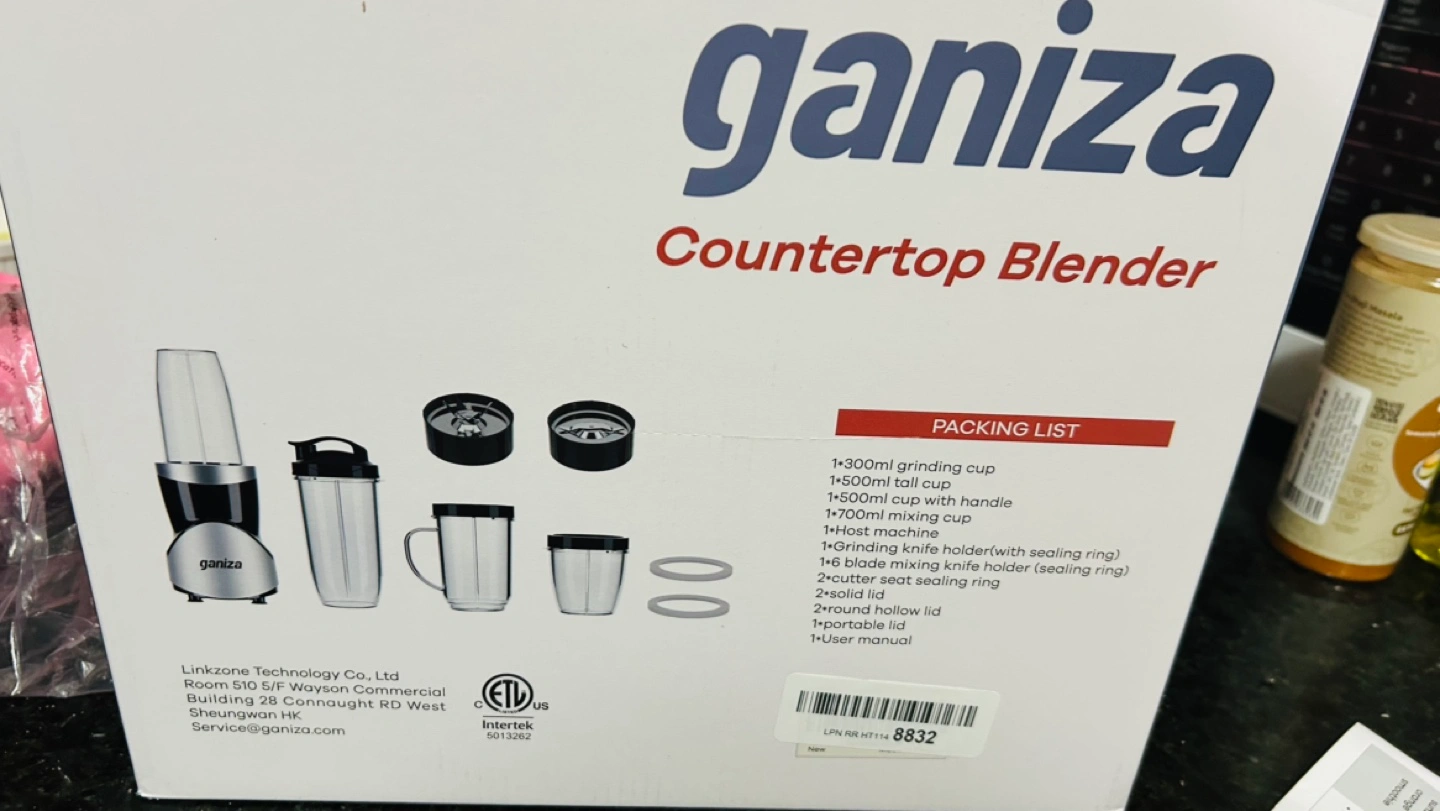 ganiza
Countertop Blender
ganiza
PACKING LIST
1*300ml grinding cup
1*500ml tall cup
1*500ml cup with handle
1*700ml mixing cup
1*Host machine
1*Grinding knife holder(with sealing ring)
1*6 blade mixing knife holder (sealing ring)
2*cutter seat sealing ring
2*solid lid
2*round hollow lid
1*portable lid
1*User manual
Linkzone Technology Co., Ltd
Room 510 5/F Wayson Commercial
Building 28 Connaught RD West
Sheungwan HK
Service@ganiza.com
C ETL US
LISTED
Intertek
5013262
LPN RR HT114 8832
New
Masala